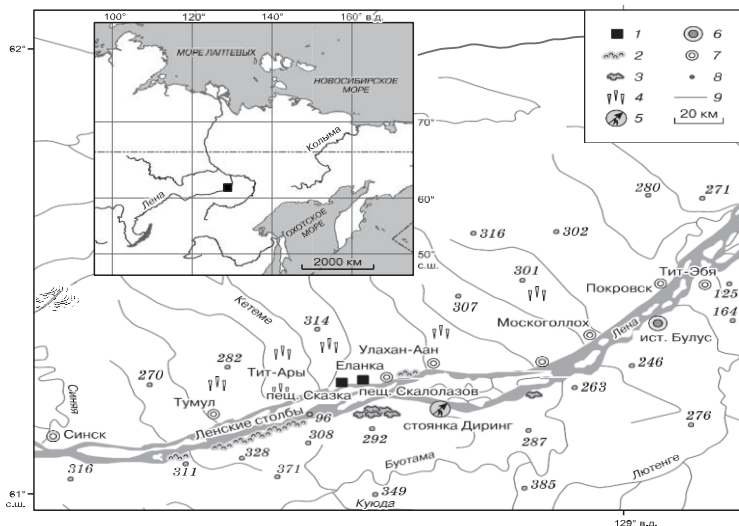 100° 120° 140° 160° в.д.
62°
МОРЕ ЛАПТЕВЫХ
НОВОСИБИРСКОЕ
МОРЕ
70°
Колыма
Лена
60°
ОХОТСКОЕ
МОРЕ
50°
с.ш.
2000 км
1 6
2 7
3 8
4 9
5 20 км
280 271
316 302
301
307
Тит-Эбя
Покровск
125
164
Москоголлох
Лена
ист. Булус
246
Кетеме
314
Улахан-Аан
282
Еланка
270
Тит-Ары
263
пещ. Сказка пещ. Скалолазов
Тумул
Синяя
Ленские столбы
96
стоянка Диринг
276
Синск
308
292
287
328
Буотама
Лютенге
316
311
371
385
349
61°
с.ш.
Куюда
129° в.д.